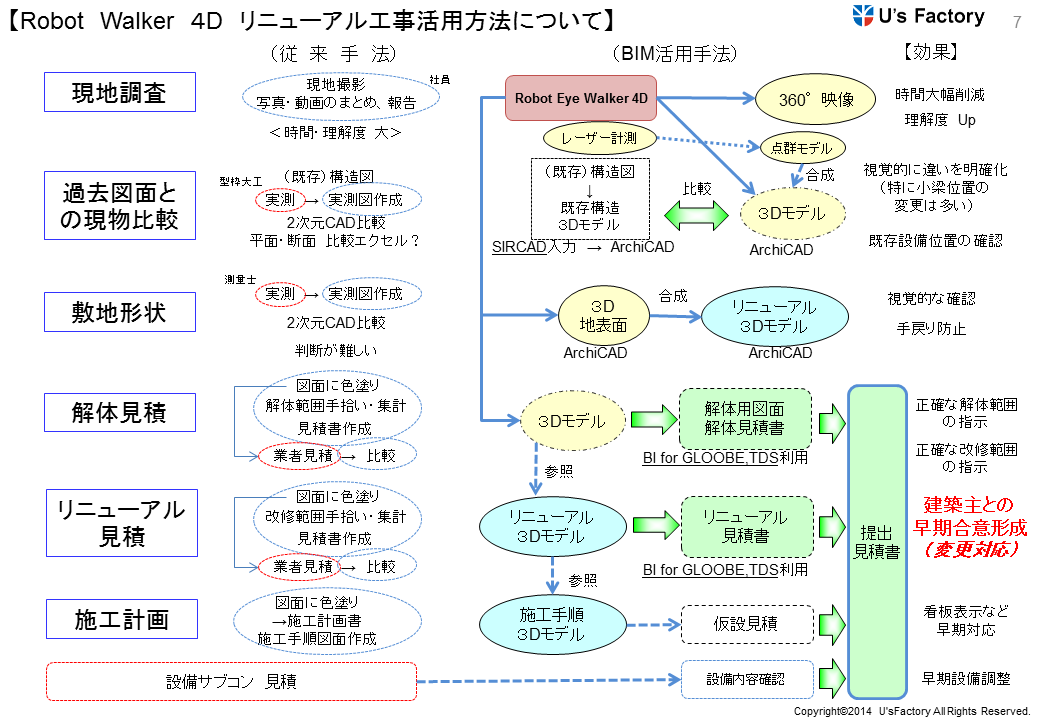 【Robot Walker 4D リニューアル工事活用方法について】
U's Factory
7
（従 来 手 法）
（BIM活用手法）
【効果】
現地調査
現地撮影
写真・動画のまとめ、報告
社員
＜時間・理解度 大＞
Robot Eye Walker 4D
360°映像
時間大幅削減
理解度 Up
レーザー計測
点群モデル
合成
過去図面と
の現物比較
型枠大工
（既存）構造図
実測
→
実測図作成
2次元CAD比較
平面・断面 比較エクセル？
（既存）構造図
↓
既存構造
3Dモデル
SIRCAD入力 → ArchiCAD
比較
3Dモデル
ArchiCAD
視覚的に違いを明確化
（特に小梁位置の
変更は多い）
既存設備位置の確認
敷地形状
測量士
実測
→
実測図作成
2次元CAD比較
判断が難しい
3D
地表面
ArchiCAD
合成
リニューアル
3Dモデル
ArchiCAD
視覚的な確認
手戻り防止
解体見積
図面に色塗り
解体範囲手拾い・集計
見積書作成
業者見積
→
比較
3Dモデル
解体用図面
解体見積書
BI for GLOOBE,TDS利用
参照
正確な解体範囲
の指示
正確な改修範囲
の指示
リニューアル
見積
図面に色塗り
改修範囲手拾い・集計
見積書作成
業者見積
→
比較
リニューアル
3Dモデル
リニューアル
見積書
BI for GLOOBE,TDS利用
参照
提出
見積書
建築主との
早期合意形成
（変更対応）
施工計画
図面に色塗り
→施工計画書
施工手順図面作成
施工手順
3Dモデル
仮設見積
看板表示など
早期対応
設備サブコン 見積
設備内容確認
早期設備調整
Copyright©2014 U'sFactory All Rights Reserved.